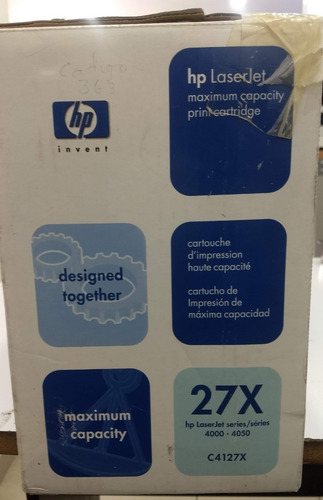 hp
invent
hp LaserJet
maximum capacity
print cartridge
designed
together
cartouche
d'impression
haute capacité
cartucho de
Impresión de
máxima capacidad
maximum
capacity
27X
hp LaserJet series/séries
4000 - 4050
C4127X